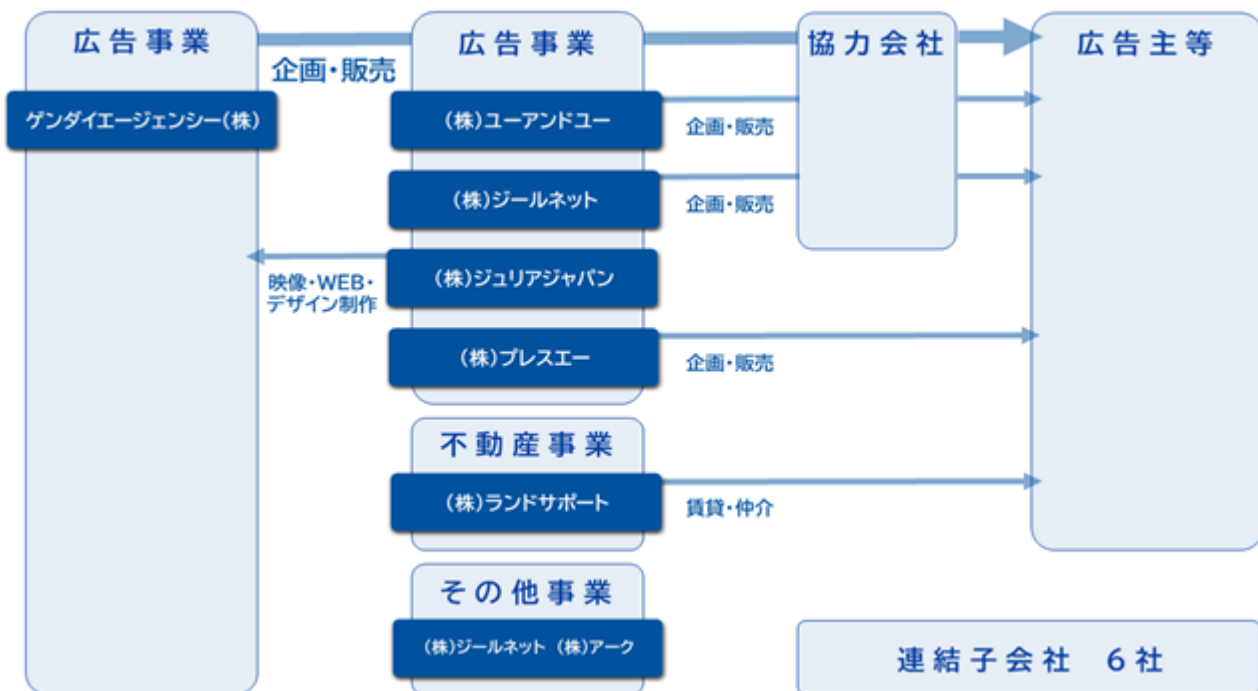 広告事業
企画・販売
広告事業
協力会社
広告主等
ゲンダイエージェンシー(株)
(株)ユーアンドユー
企画・販売
(株)ジールネット
企画・販売
映像・WEB・
デザイン制作
(株)ジュリアジャパン
(株)プレスエー
企画・販売
不動産事業
(株)ランドサポート
賃貸・仲介
その他事業
(株)ジールネット (株)アーク
連結子会社 6社